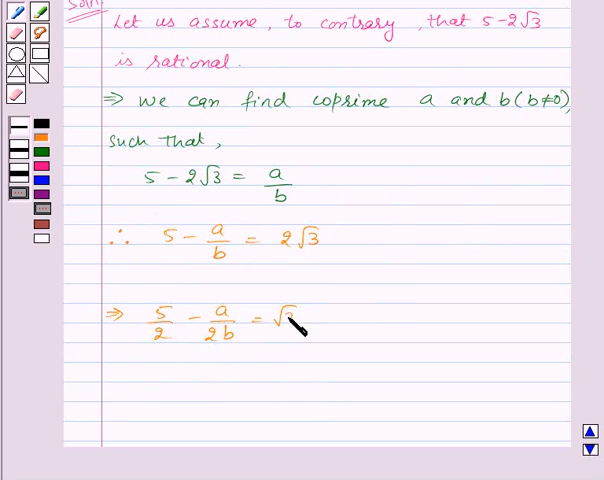 Soln:
Let us assume, to contrary, that 5-2√3
is rational.
⇒ we can find coprime a and b (b≠0),
such that,
5 - 2√3 = a/b
∴ 5 - a/b = 2√3
⇒ 5/2 - a/2b = √3